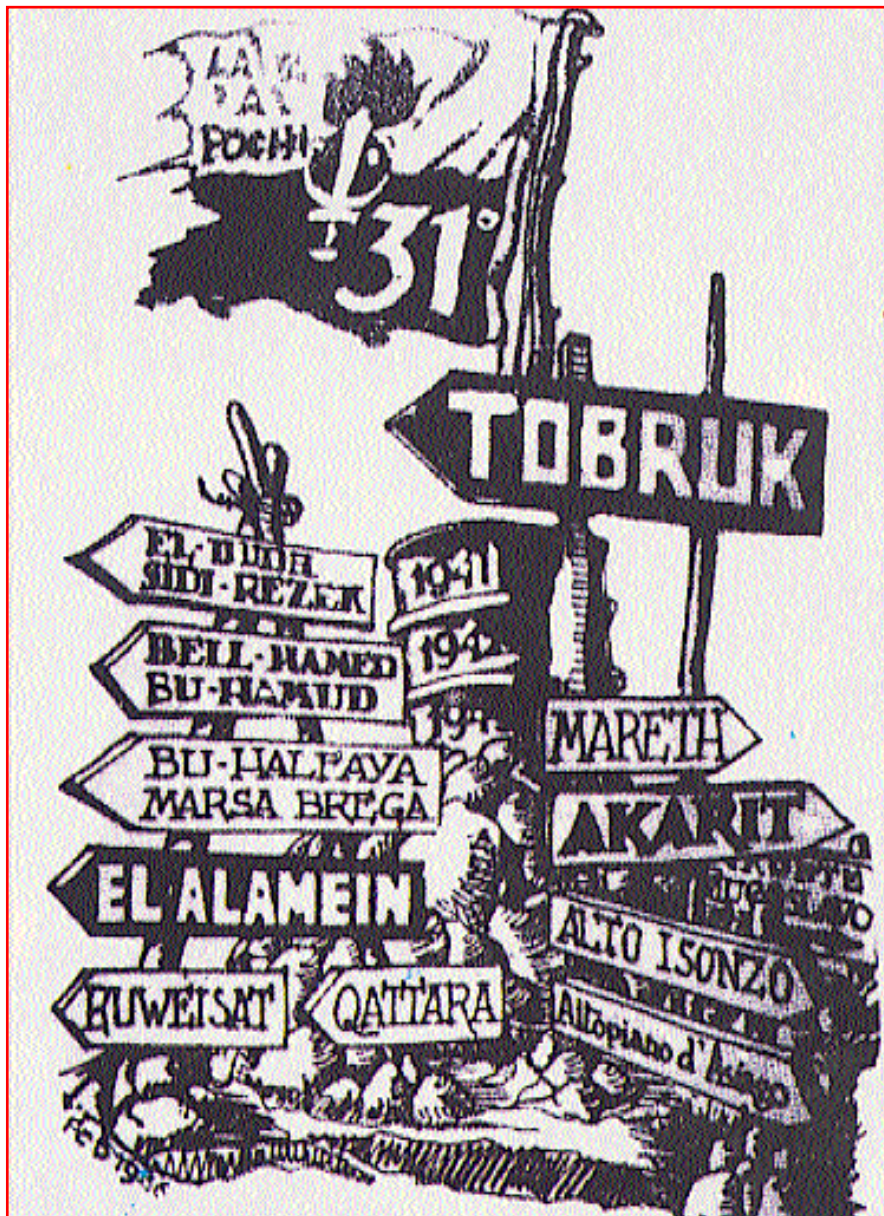 POCHI
31°
TOBRUK
EL-DUDA
SIDI-REZEK
1941
BELL-HAMED
BU-HAMUD
1942
BU-HALFAYA
MARSA BREGA
MARETH
AKARIT
EL ALAMEIN
ALTO ISONZO
RUWEISAT
QATTARA
Altopiano d'Asiago